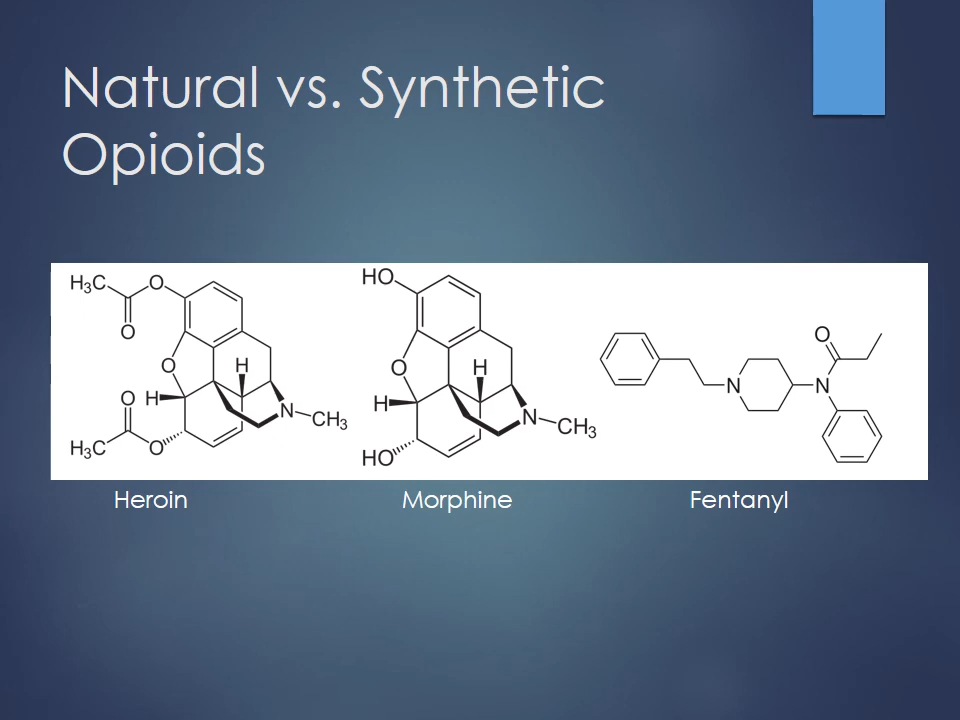 Natural vs. Synthetic
Opioids
H₃C
O
O
O
H
O
H
N
CH₃
H₃C
O
HO
O
H
H
N
CH₃
HO
O
N
N
Heroin
Morphine
Fentanyl